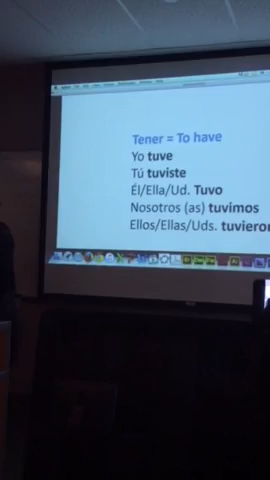 Tener = To have
Yo tuve
Tú tuviste
Él/Ella/Ud. Tuvo
Nosotros (as) tuvimos
Ellos/Ellas/Uds. tuvieron